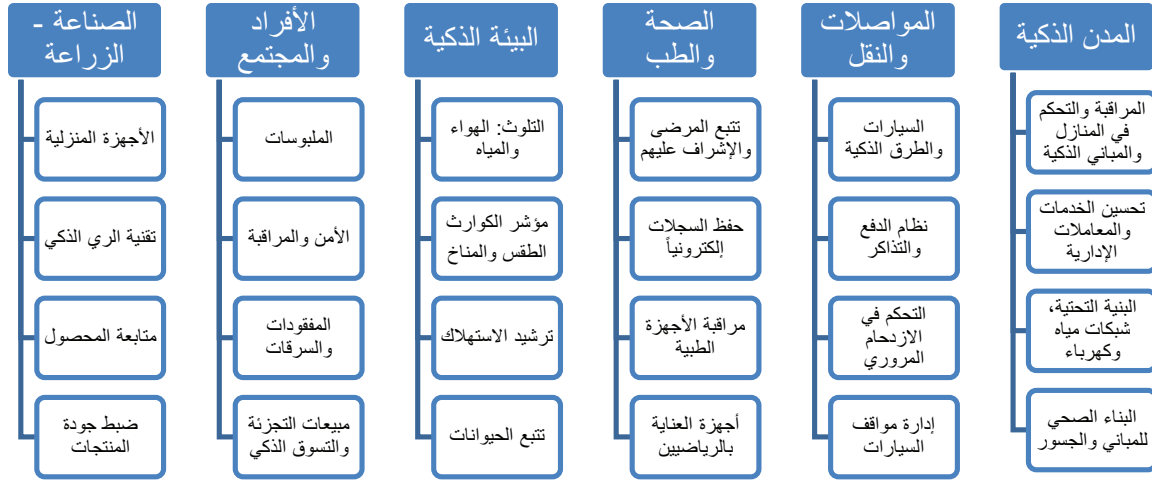 المدن الذكية
المراقبة والتحكم
في المنازل
والمباني الذكية
تحسين الخدمات
والمعاملات
الإدارية
البنية التحتية،
شبكات مياه
وكهرباء
البناء الصحي
للمباني والجسور
المواصلات
والنقل
السيارات
والطرق الذكية
نظام الدفع
والتذاكر
التحكم في
الازدحام
المروري
إدارة مواقف
السيارات
الصحة
والطب
تتبع المرضى
والإشراف عليهم
حفظ السجلات
إلكترونياً
مراقبة الأجهزة
الطبية
أجهزة العناية
بالرياضيين
البيئة الذكية
التلوث: الهواء
والمياه
مؤشر الكوارث
الطقس والمناخ
ترشيد الاستهلاك
تتبع الحيوانات
الأفراد
والمجتمع
الملبوسات
الأمن والمراقبة
المفقودات
والسرقات
مبيعات التجزئة
والتسوق الذكي
الصناعة -
الزراعة
الأجهزة المنزلية
تقنية الري الذكي
متابعة المحصول
ضبط جودة
المنتجات